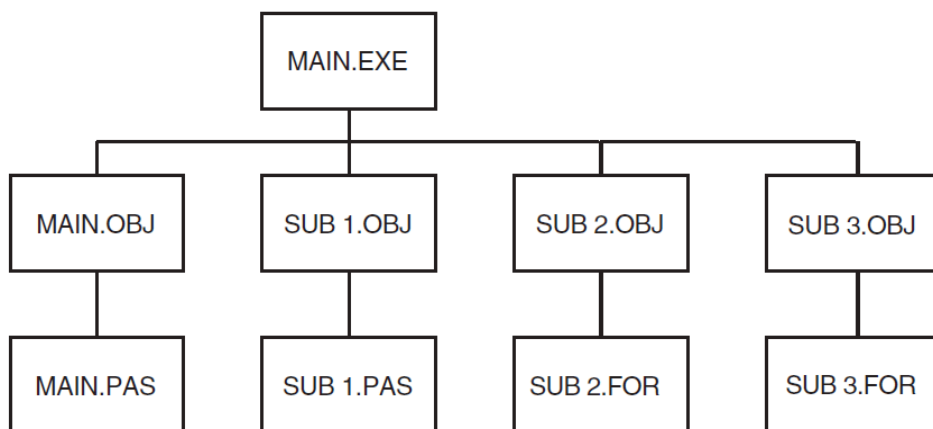 MAIN.EXE
MAIN.OBJ
SUB 1.OBJ
SUB 2.OBJ
SUB 3.OBJ
MAIN.PAS
SUB 1.PAS
SUB 2.FOR
SUB 3.FOR